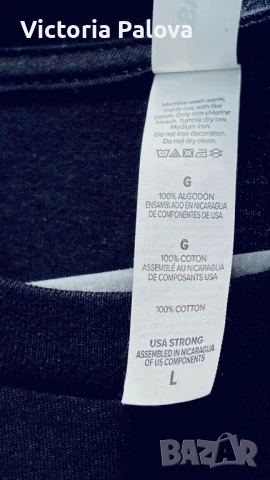 Victoria Palova
Machine wash warm,
inside out, with like
colors. Only non-chlorine
bleach. Tumble dry low.
Medium iron.
Do not iron decoration.
Do not dry clean.
G
100% ALGODÓN
ENSAMBLADO EN NICARAGUA
DE COMPONENTES DE USA
G
100% COTON
ASSEMBLÉ AU NICARAGUA
DE COMPOSANTS USA
100% COTTON
USA STRONG
ASSEMBLED IN NICARAGUA
OF US COMPONENTS
L
BAZAR